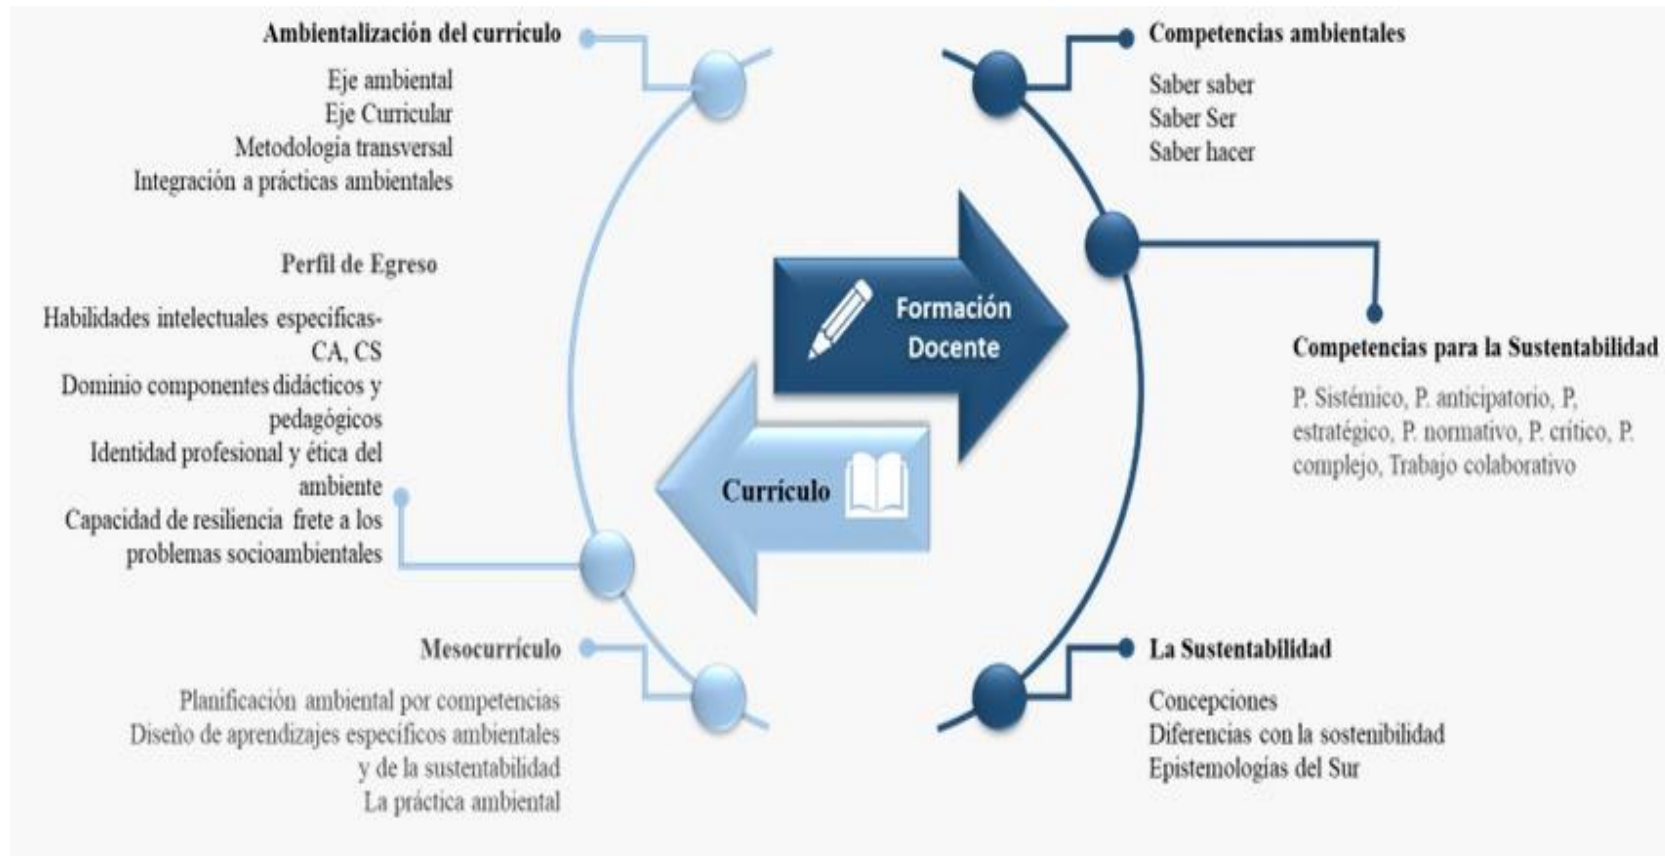 Ambientalización del currículo
Eje ambiental
Eje Curricular
Metodologia transversal
Integración a prácticas ambientales
Perfil de Egreso
Habilidades intelectuales específicas-
CA, CS
Dominio componentes didácticos y
pedagógicos
Identidad profesional y ética del
ambiente
Capacidad de resiliencia frete a los
problemas socioambientales
Mesocurrículo
Planificación ambiental por competencias
Diseño de aprendizajes específicos ambientales
y de la sustentabilidad
La práctica ambiental
Formación
Docente
Currículo
Competencias ambientales
Saber saber
Saber Ser
Saber hacer
Competencias para la Sustentabilidad
P. Sistémico, P. anticipatorio, P,
estratégico, P. normativo, P. critico, P.
complejo, Trabajo colaborativo
La Sustentabilidad
Concepciones
Diferencias con la sostenibilidad
Epistemologías del Sur